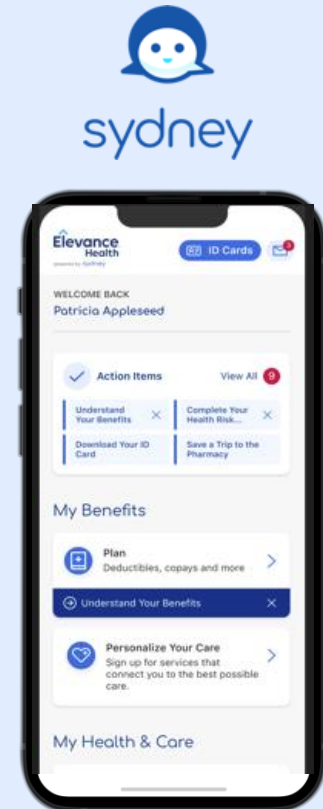 sydney
Elevance
Health
powered by Sydney
ID Cards
3
WELCOME BACK
Patricia Appleseed
Action Items
View All
9
Understand
Your Benefits
Complete Your
Health Risk...
Download Your ID
Card
Save a Trip to the
Pharmacy
My Benefits
Plan
Deductibles, copays and more
Understand Your Benefits
Personalize Your Care
Sign up for services that
connect you to the best possible
care.
My Health & Care